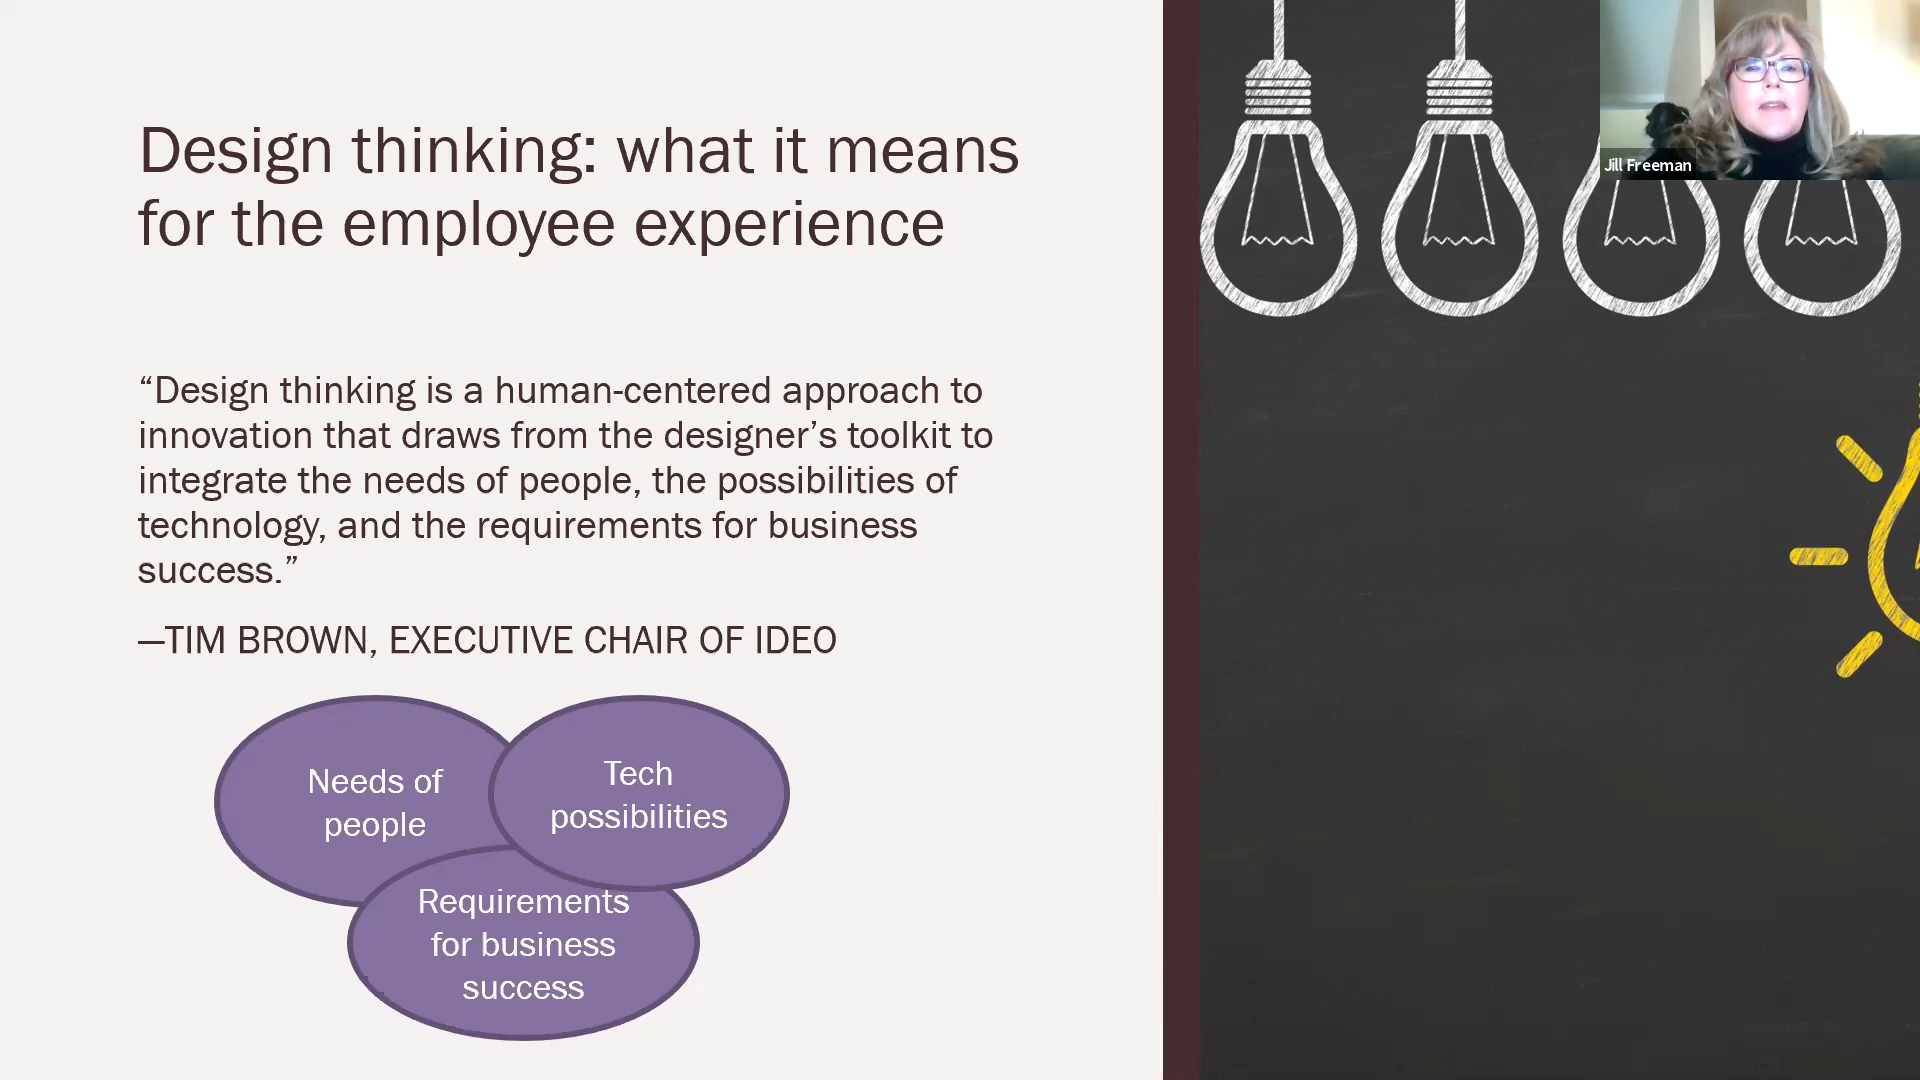 Design thinking: what it means
for the employee experience
“Design thinking is a human-centered approach to
innovation that draws from the designer’s toolkit to
integrate the needs of people, the possibilities of
technology, and the requirements for business
success.”
—TIM BROWN, EXECUTIVE CHAIR OF IDEO
Needs of
people
Tech
possibilities
Requirements
for business
success
Jill Freeman